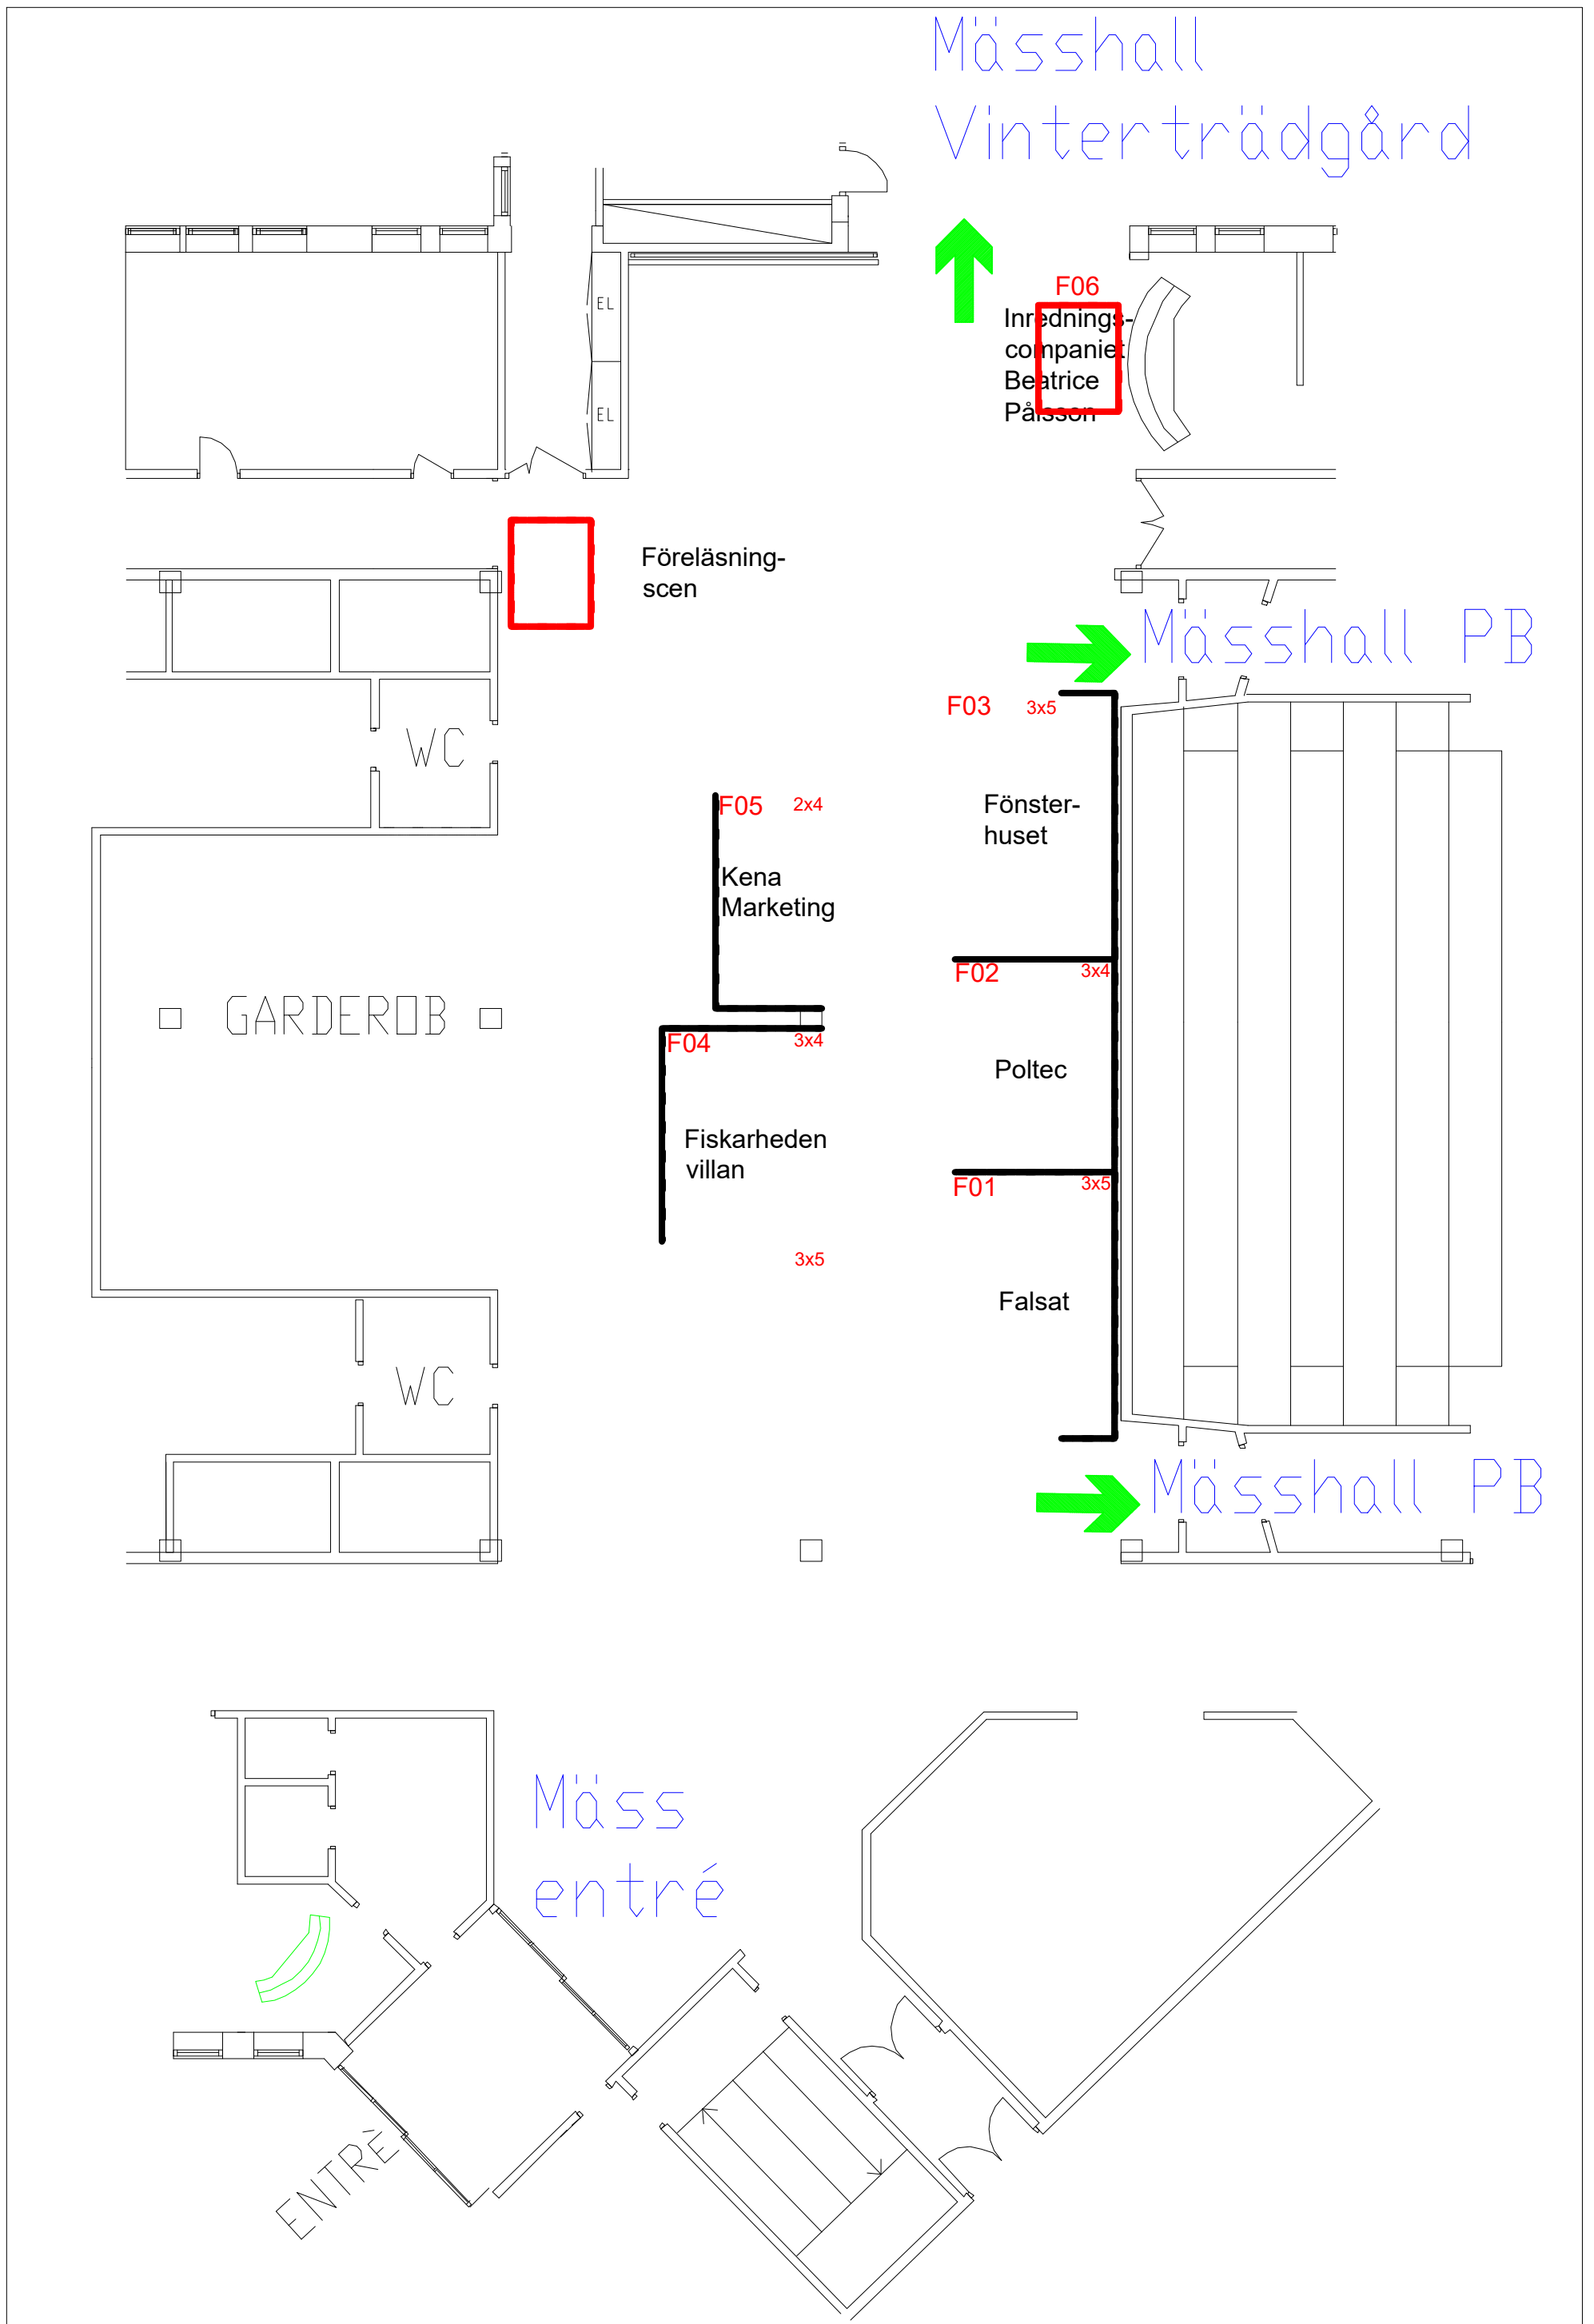 Mässhall
Vinterträdgård
F06
Inrednings-
companiet
Beatrice
Pålsson
EL
EL
Föreläsning-
scen
Mässhall PB
F03 3x5
WC
F05 2x4
Fönster-
huset
Kena
Marketing
F02 3x4
GARDEROB
F04 3x4
Poltec
Fiskarheden
villan
F01 3x5
3x5
Falsat
WC
Mässhall PB
Mäss
entré
ENTRÈ